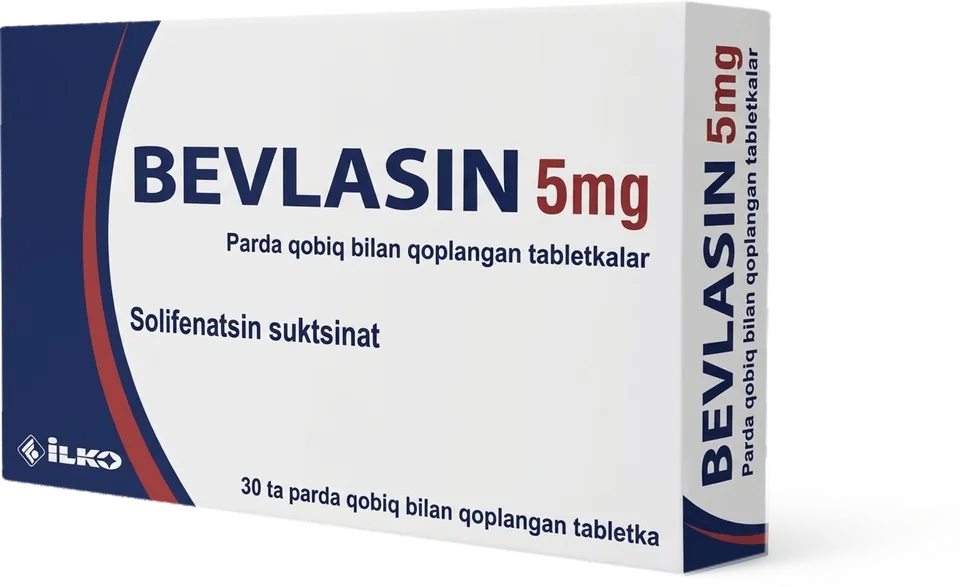 BEVLASIN 5mg
Parda qobiq bilan qoplangan tabletkalar
Solifenatsin suktsinat
İLKO
30 ta parda qobiq bilan qoplangan tabletka
BEVLASIN 5mg
Parda qobiq bilan qoplangan tabletkalar